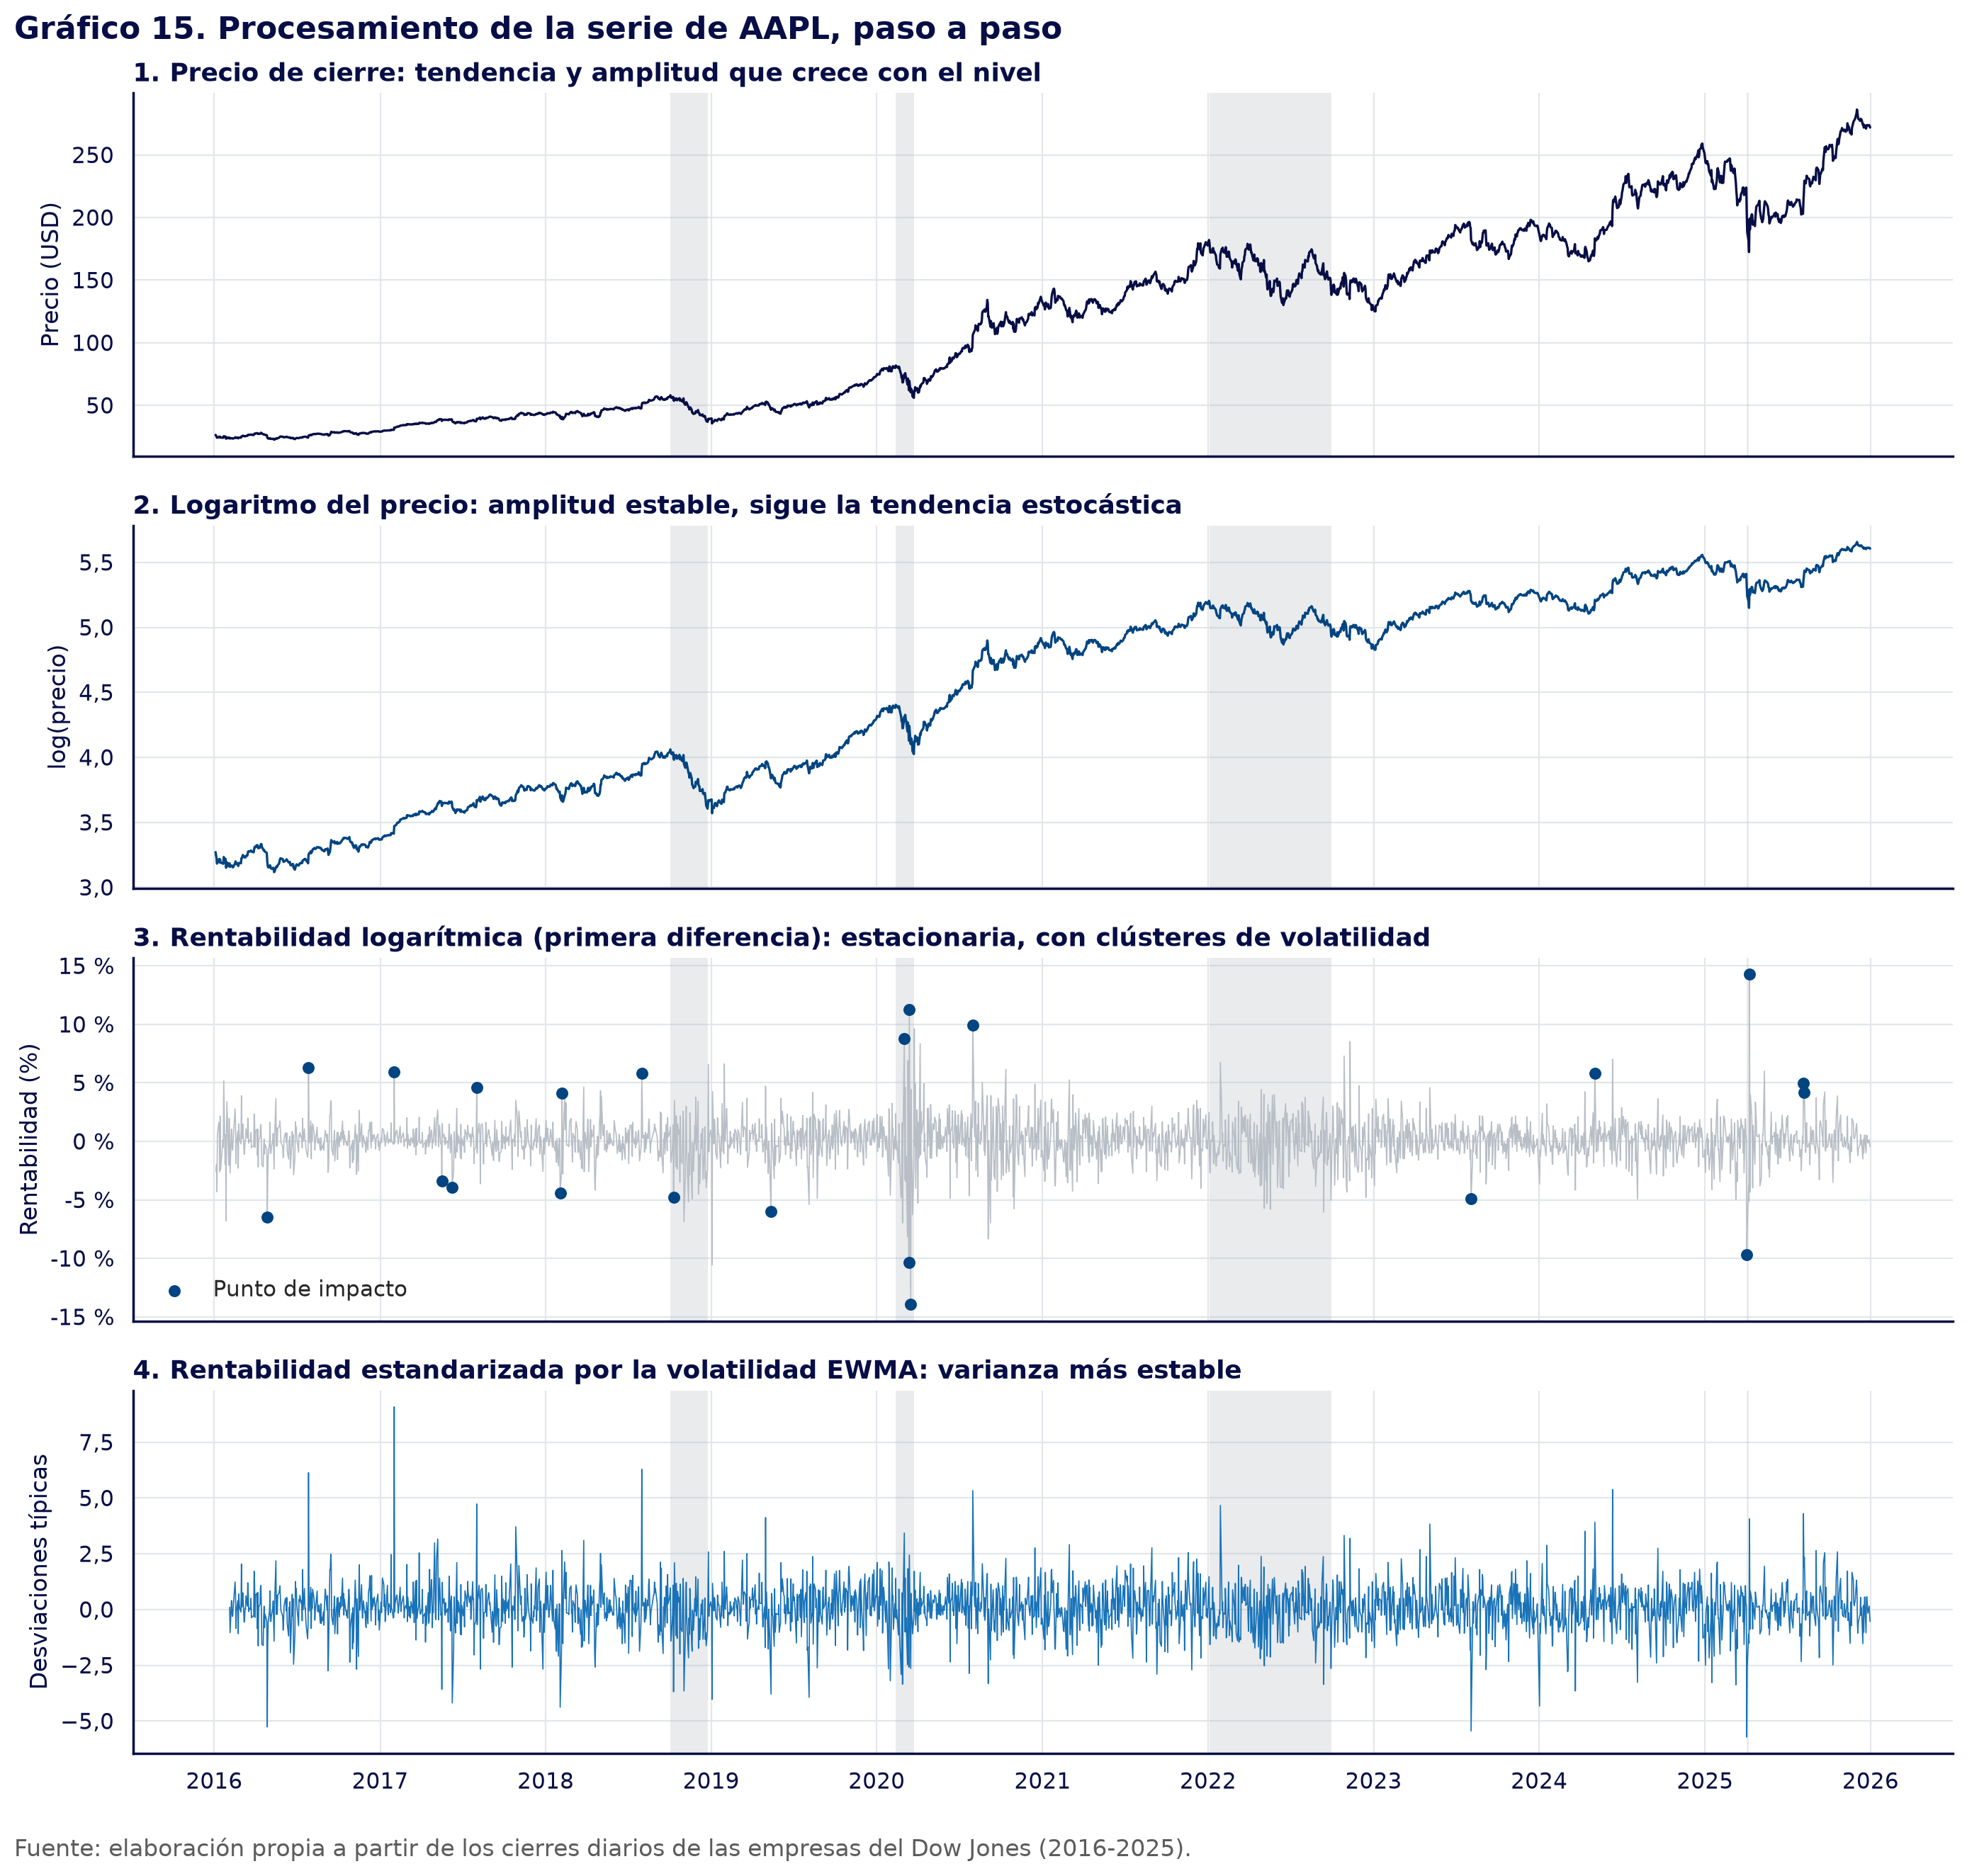 Gráfico 15. Procesamiento de la serie de AAPL, paso a paso
1. Precio de cierre: tendencia y amplitud que crece con el nivel
Precio (USD)
250
200
150
100
50
2. Logaritmo del precio: amplitud estable, sigue la tendencia estocástica
log(precio)
5,5
5,0
4,5
4,0
3,5
3,0
3. Rentabilidad logarítmica (primera diferencia): estacionaria, con clústeres de volatilidad
Rentabilidad (%)
15 %
10 %
5 %
0 %
-5 %
-10 %
-15 %
Punto de impacto
4. Rentabilidad estandarizada por la volatilidad EWMA: varianza más estable
Desviaciones típicas
7,5
5,0
2,5
0,0
−2,5
−5,0
2016 2017 2018 2019 2020 2021 2022 2023 2024 2025 2026
Fuente: elaboración propia a partir de los cierres diarios de las empresas del Dow Jones (2016-2025).